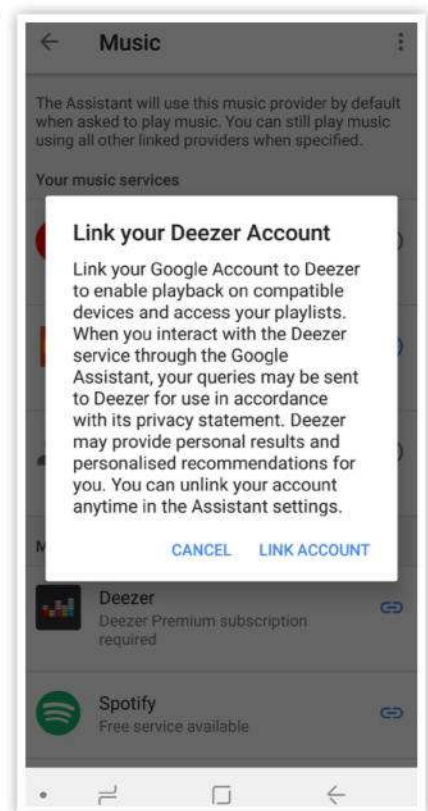 Music
The Assistant will use this music provider by default
when asked to play music. You can still play music
using all other linked providers when specified.
Your music services
Link your Deezer Account
Link your Google Account to Deezer
to enable playback on compatible
devices and access your playlists.
When you interact with the Deezer
service through the Google
Assistant, your queries may be sent
to Deezer for use in accordance
with its privacy statement. Deezer
may provide personal results and
personalised recommendations for
you. You can unlink your account
anytime in the Assistant settings.
CANCEL LINK ACCOUNT
M
Deezer
Deezer Premium subscription
required
Spotify
Free service available